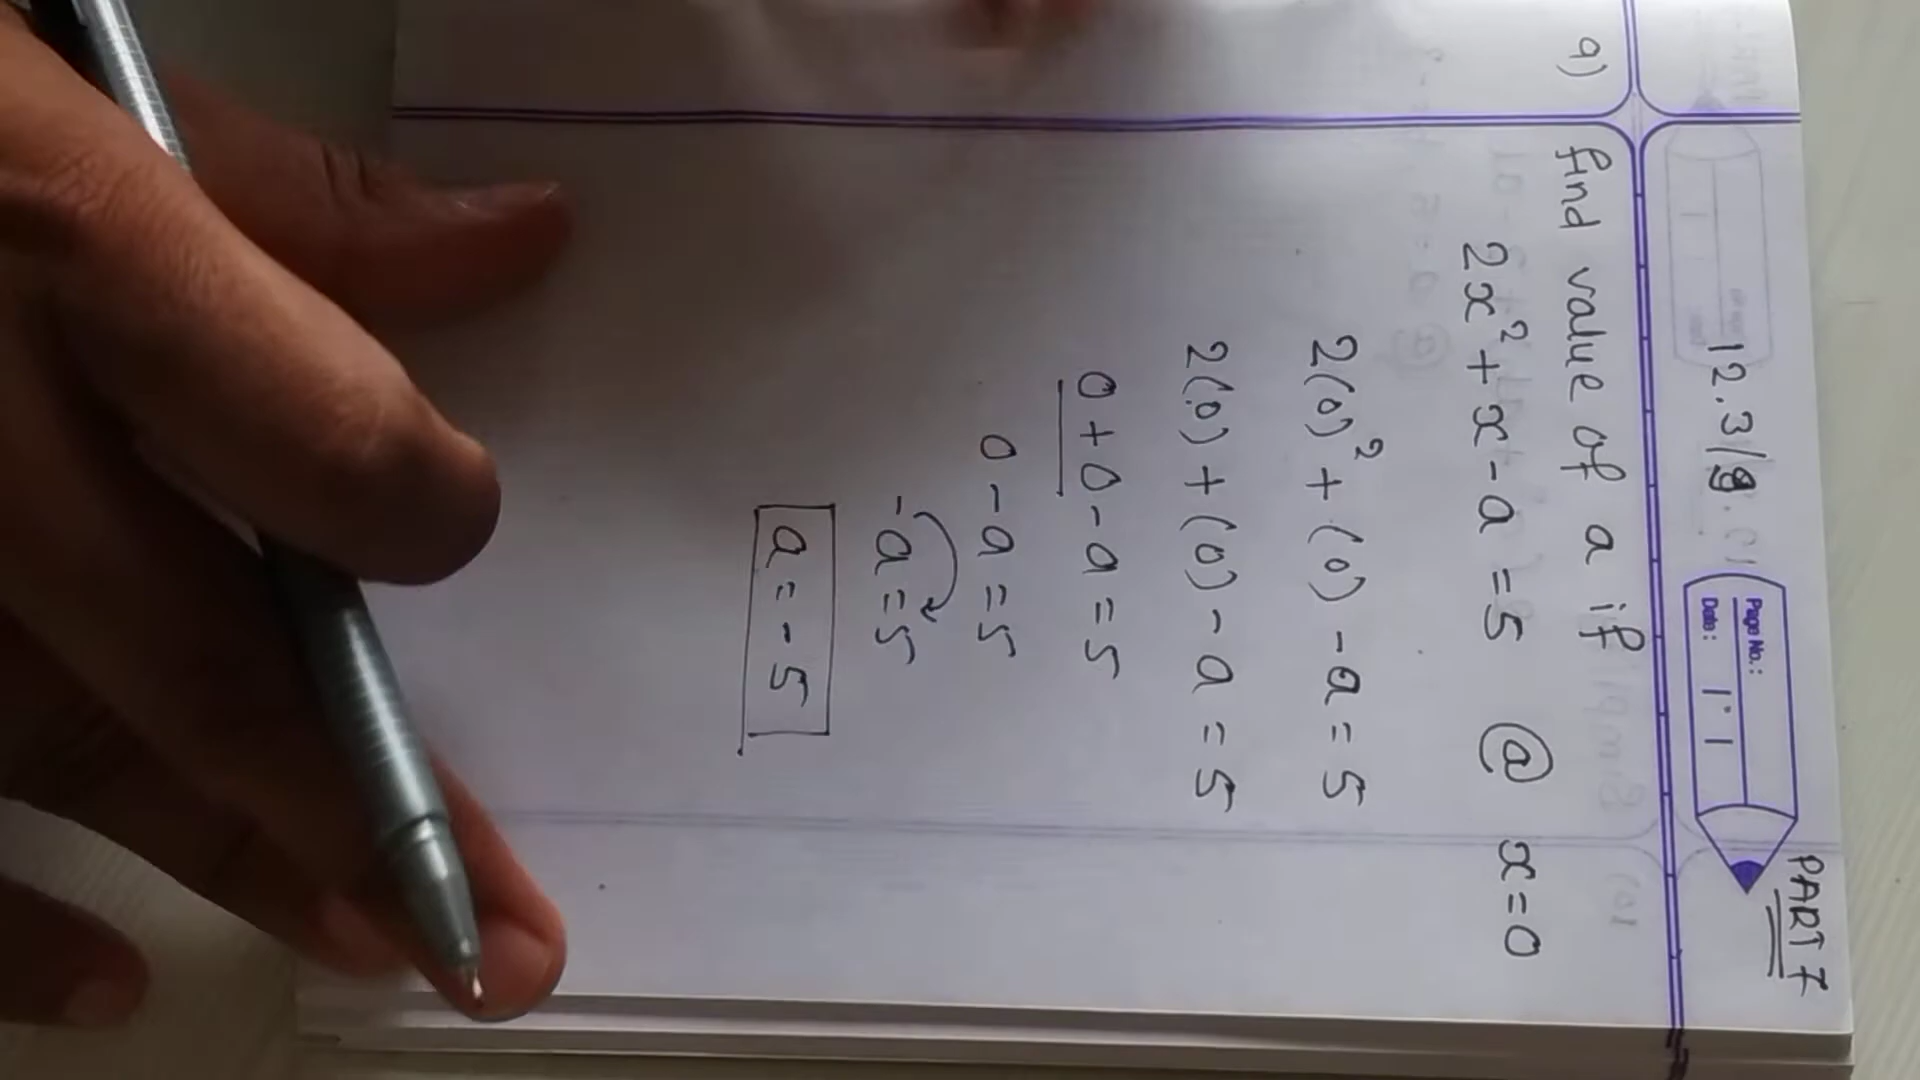 PART 7
12.3/9.
Page No.:
Date:
9) find value of a if
2x² + x - a = 5 @ x = 0
2(0)² + (0) - a = 5
2(0) + (0) - a = 5
0 + 0 - a = 5
0 - a = 5
-a = 5
a = - 5